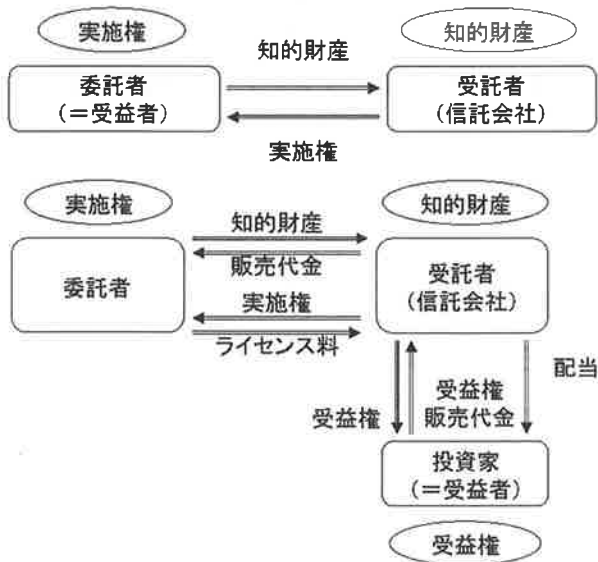 実施権
知的財産
知的財産
委託者
(=受益者)
受託者
(信託会社)
実施権
実施権
知的財産
知的財産
販売代金
委託者
受託者
(信託会社)
実施権
ライセンス料
配当
受益権
受益権
販売代金
投資家
(=受益者)
受益権